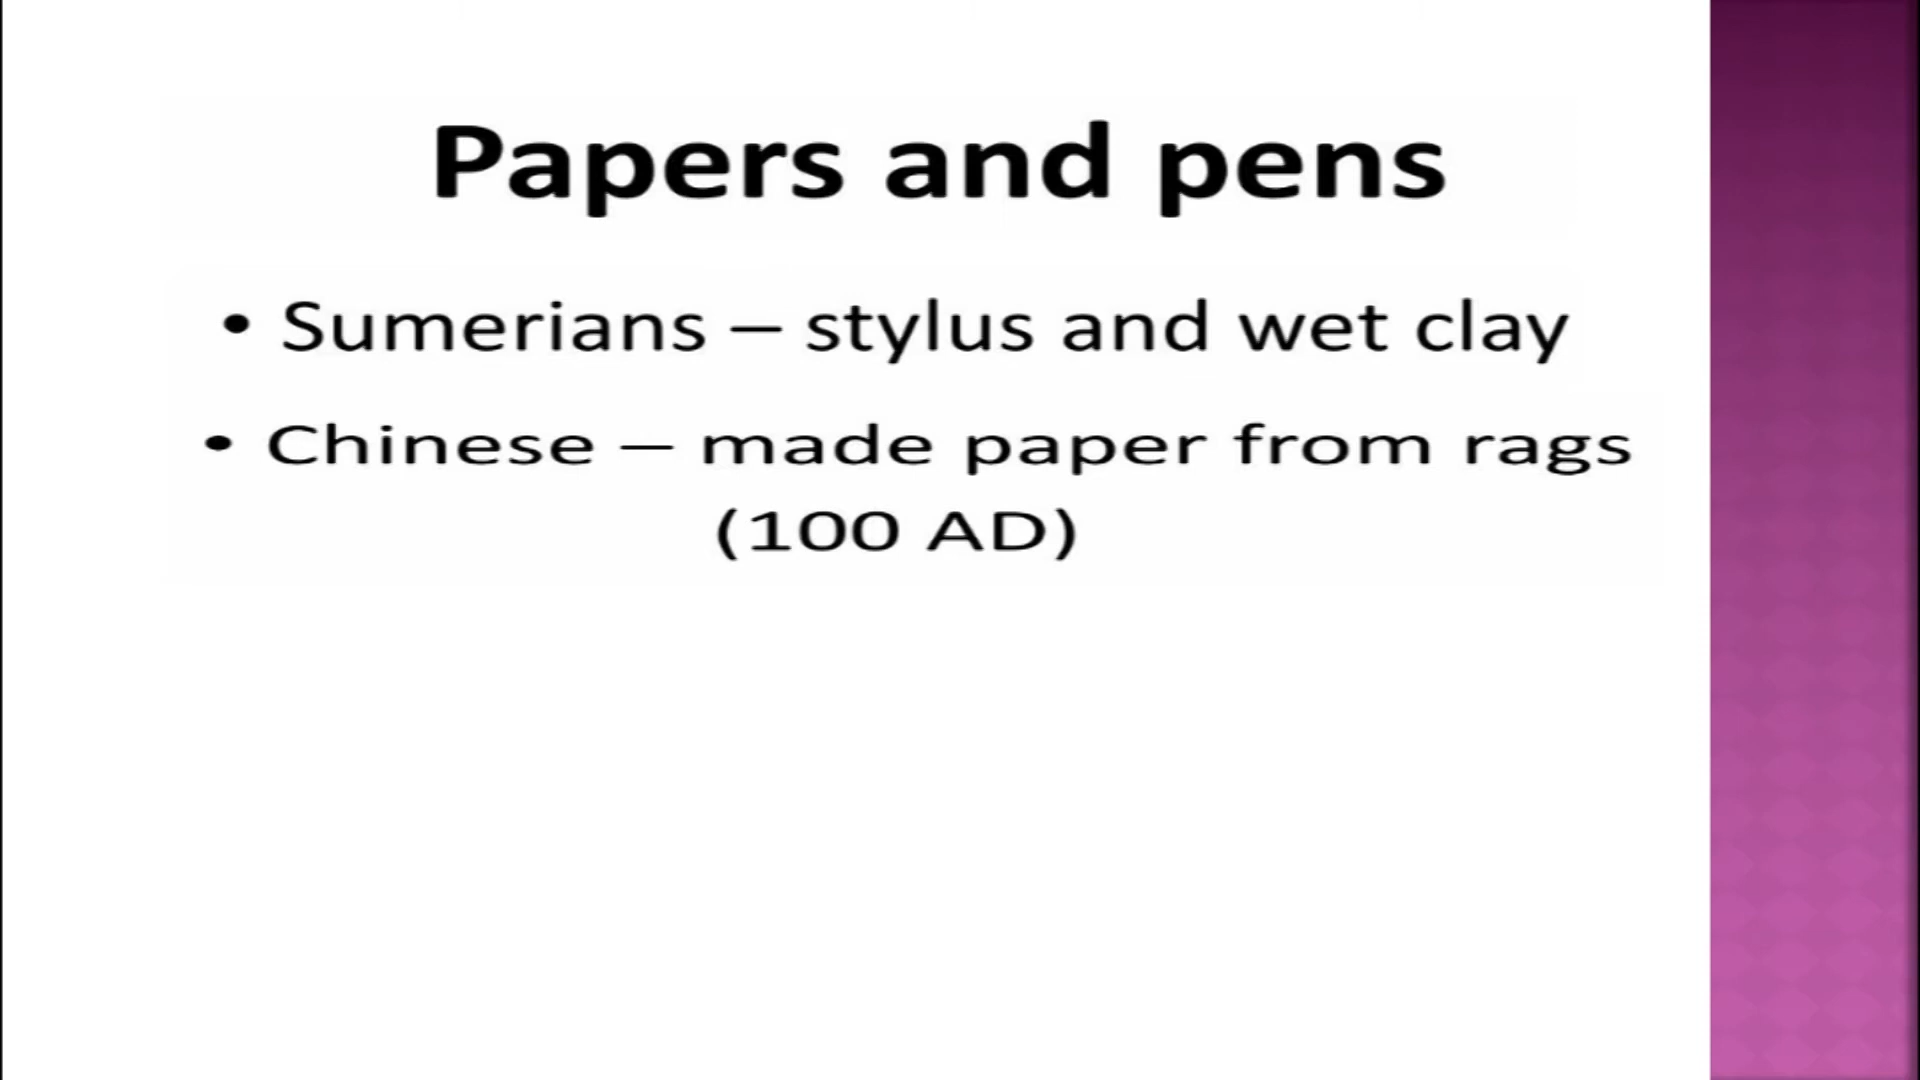 Papers and pens
• Sumerians – stylus and wet clay
• Chinese – made paper from rags
(100 AD)